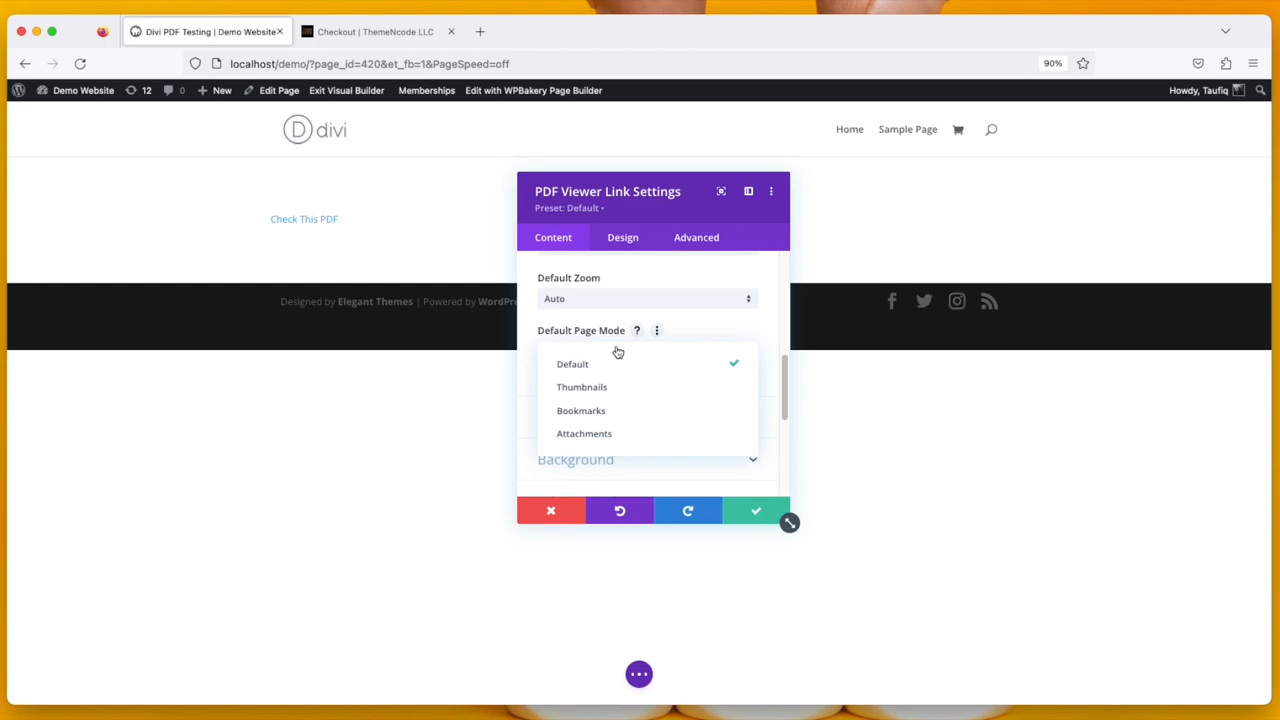 Divi PDF Testing | Demo Website
Checkout | ThemeNcode LLC
localhost/demo/?page_id=420&et_fb=1&PageSpeed=off
90%
Demo Website
12
0
New
Edit Page
Exit Visual Builder
Memberships
Edit with WPBakery Page Builder
Howdy, Taufiq
D divi
Home
Sample Page
PDF Viewer Link Settings
Preset: Default
Check This PDF
Content
Design
Advanced
Default Zoom
Auto
Designed by Elegant Themes | Powered by WordPre
Default Page Mode
?
Default
Thumbnails
Bookmarks
Attachments
Background